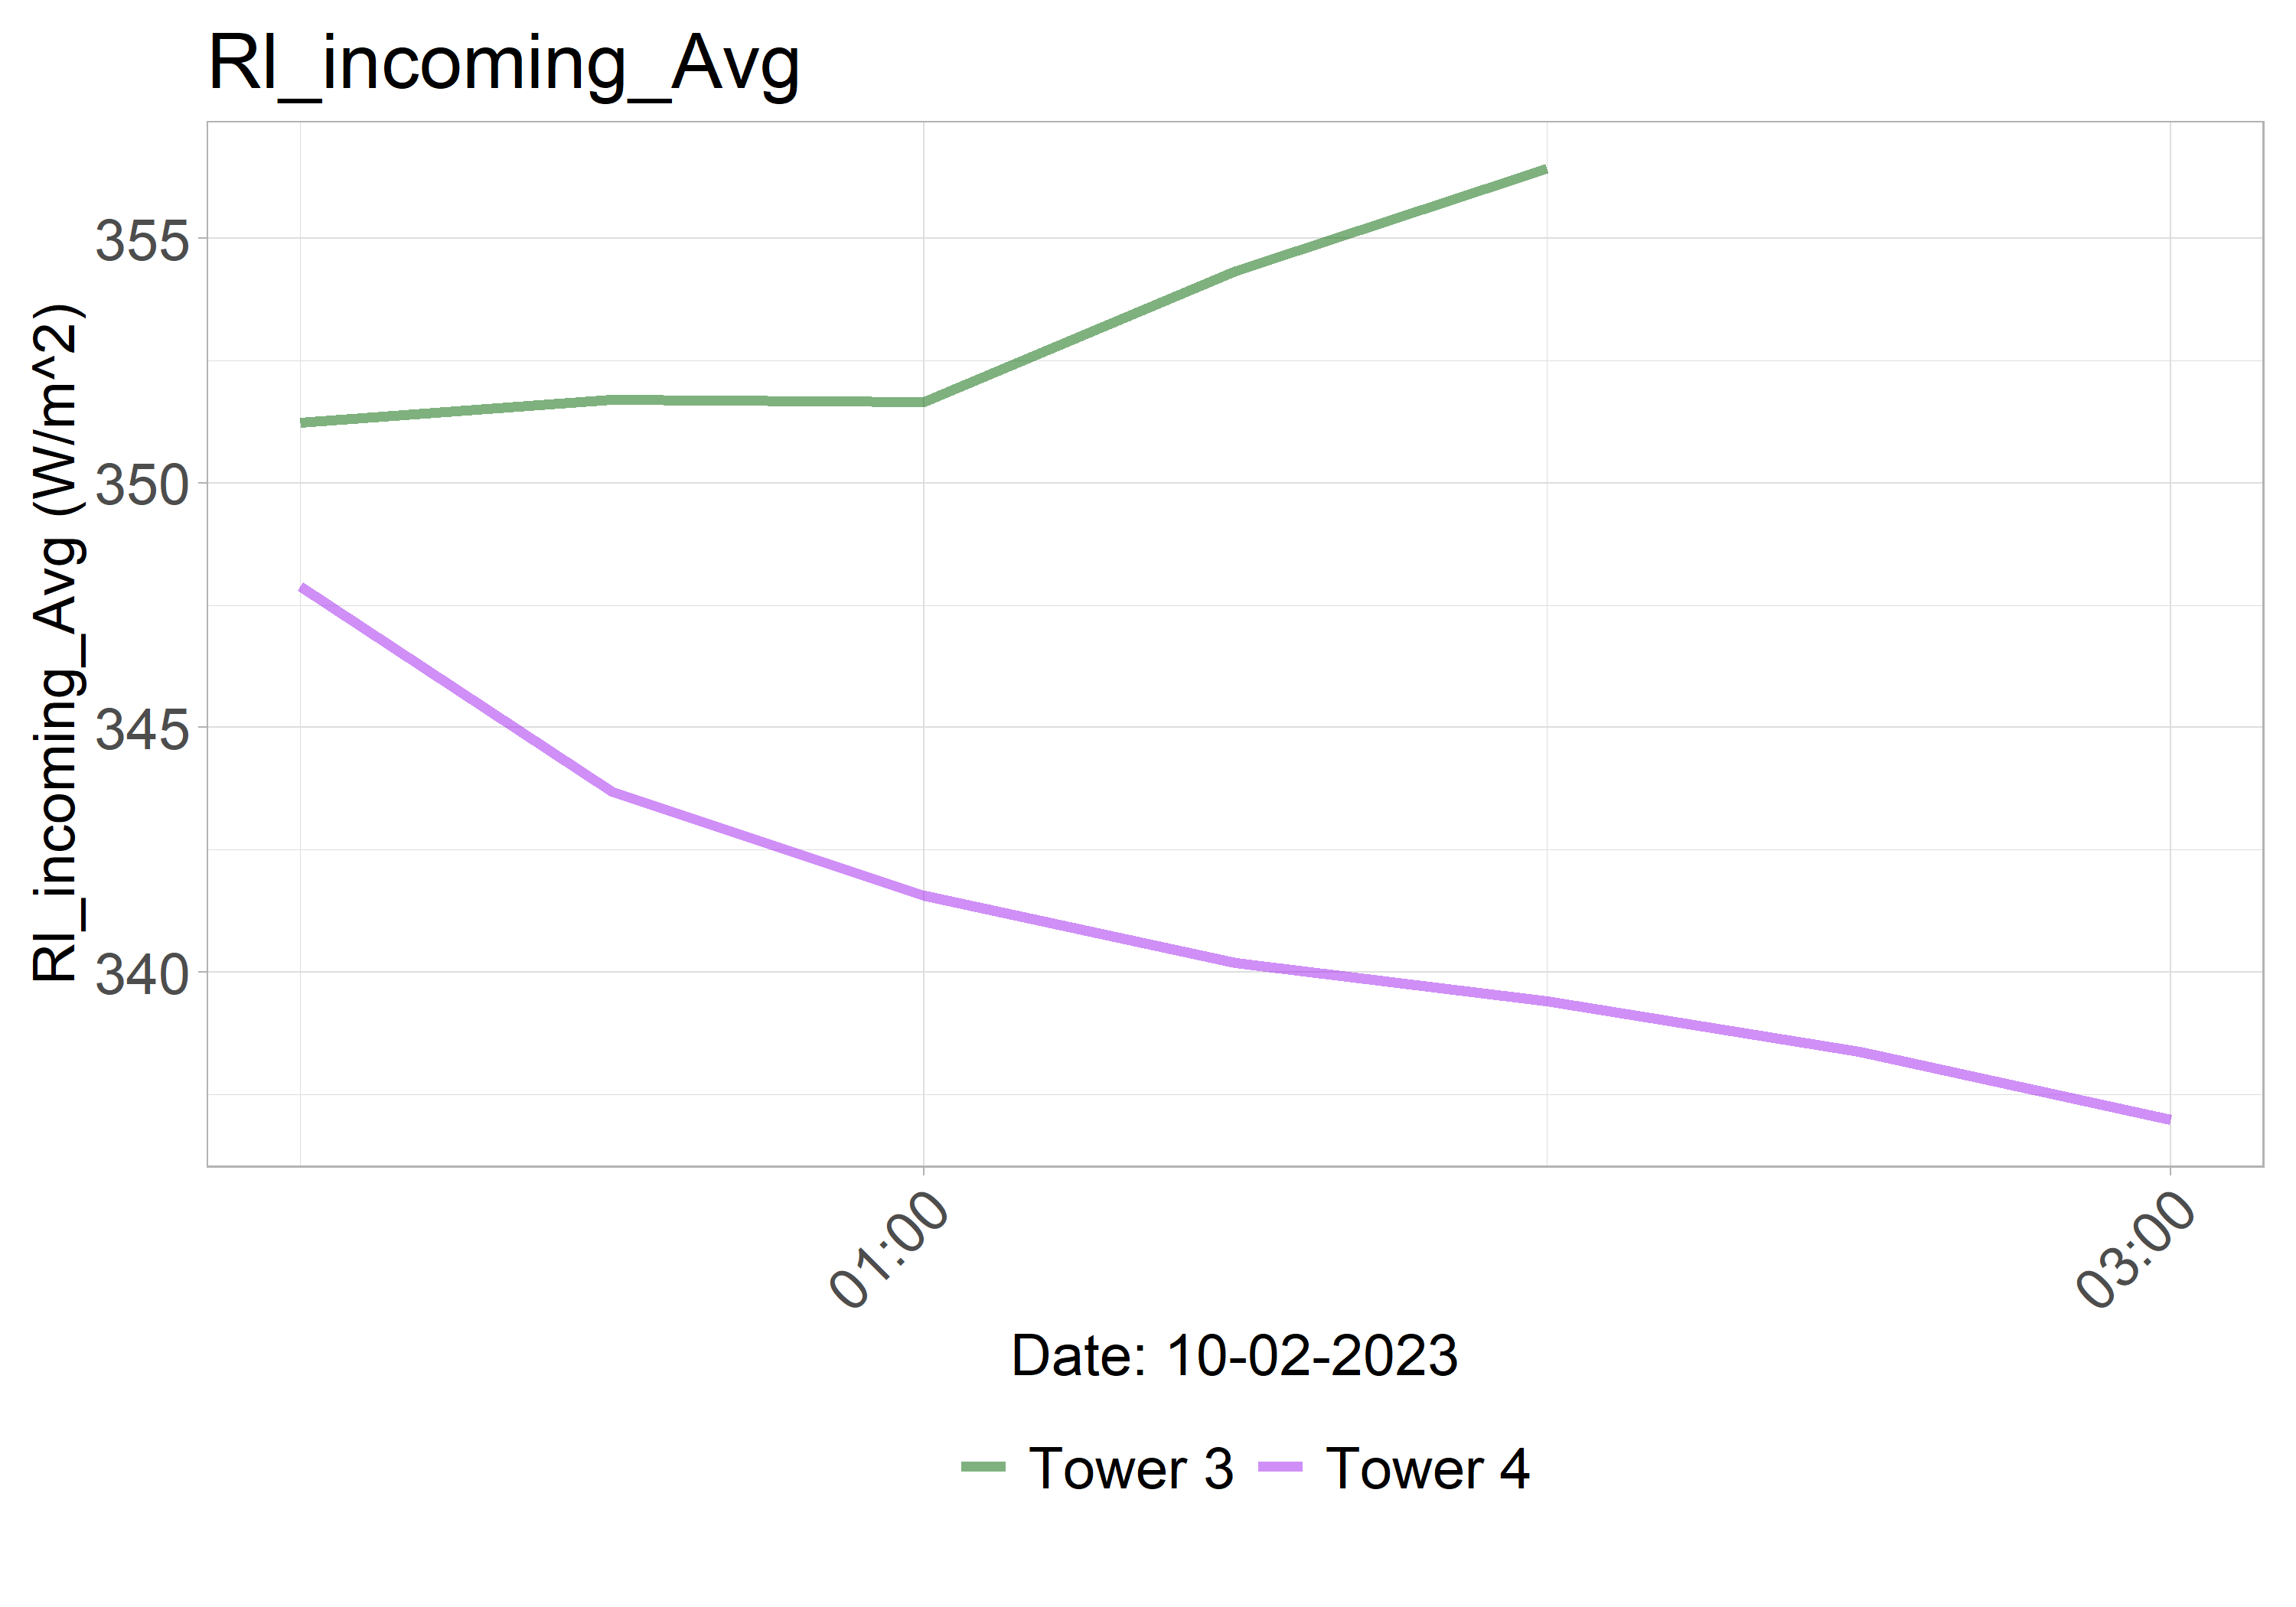 Rl_incoming_Avg
Rl_incoming_Avg (W/m^2)
355
350
345
340
01:00
03:00
Date: 10-02-2023
Tower 3
Tower 4